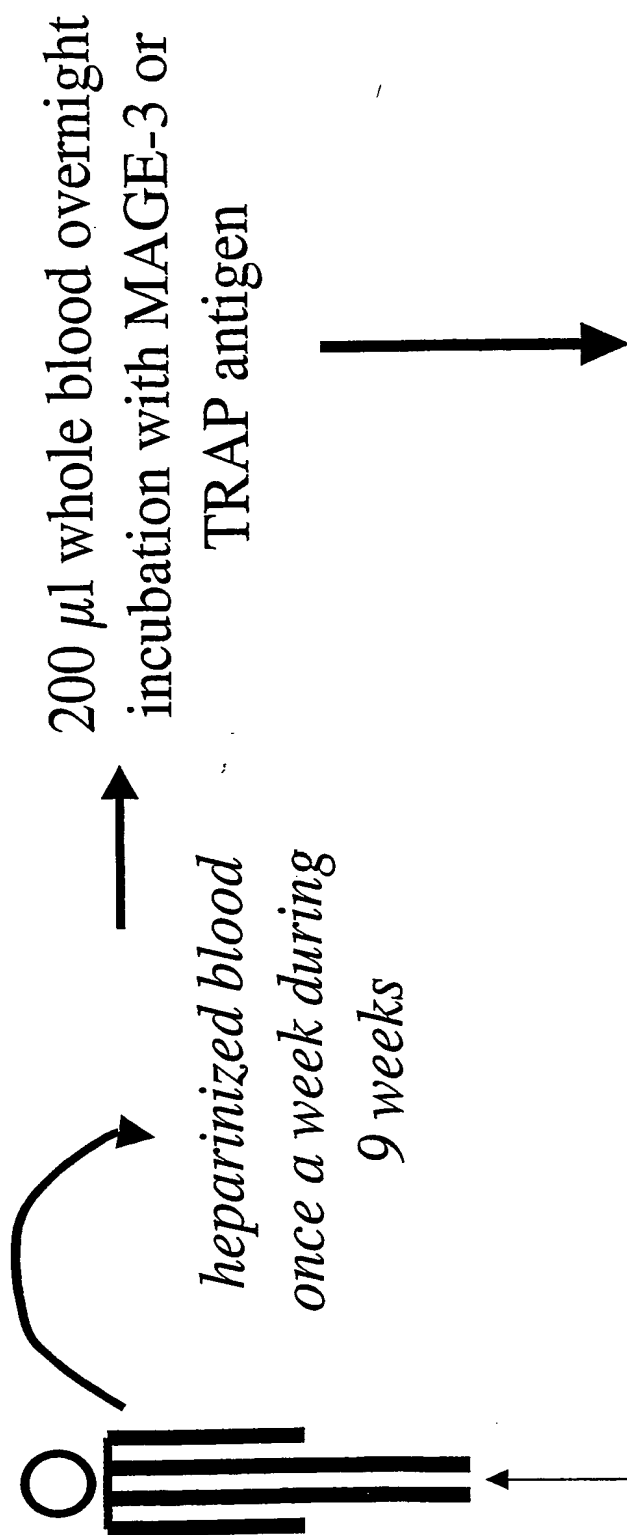 heparinized blood
once a week during
9 weeks
200 µl whole blood overnight
incubation with MAGE-3 or
TRAP antigen